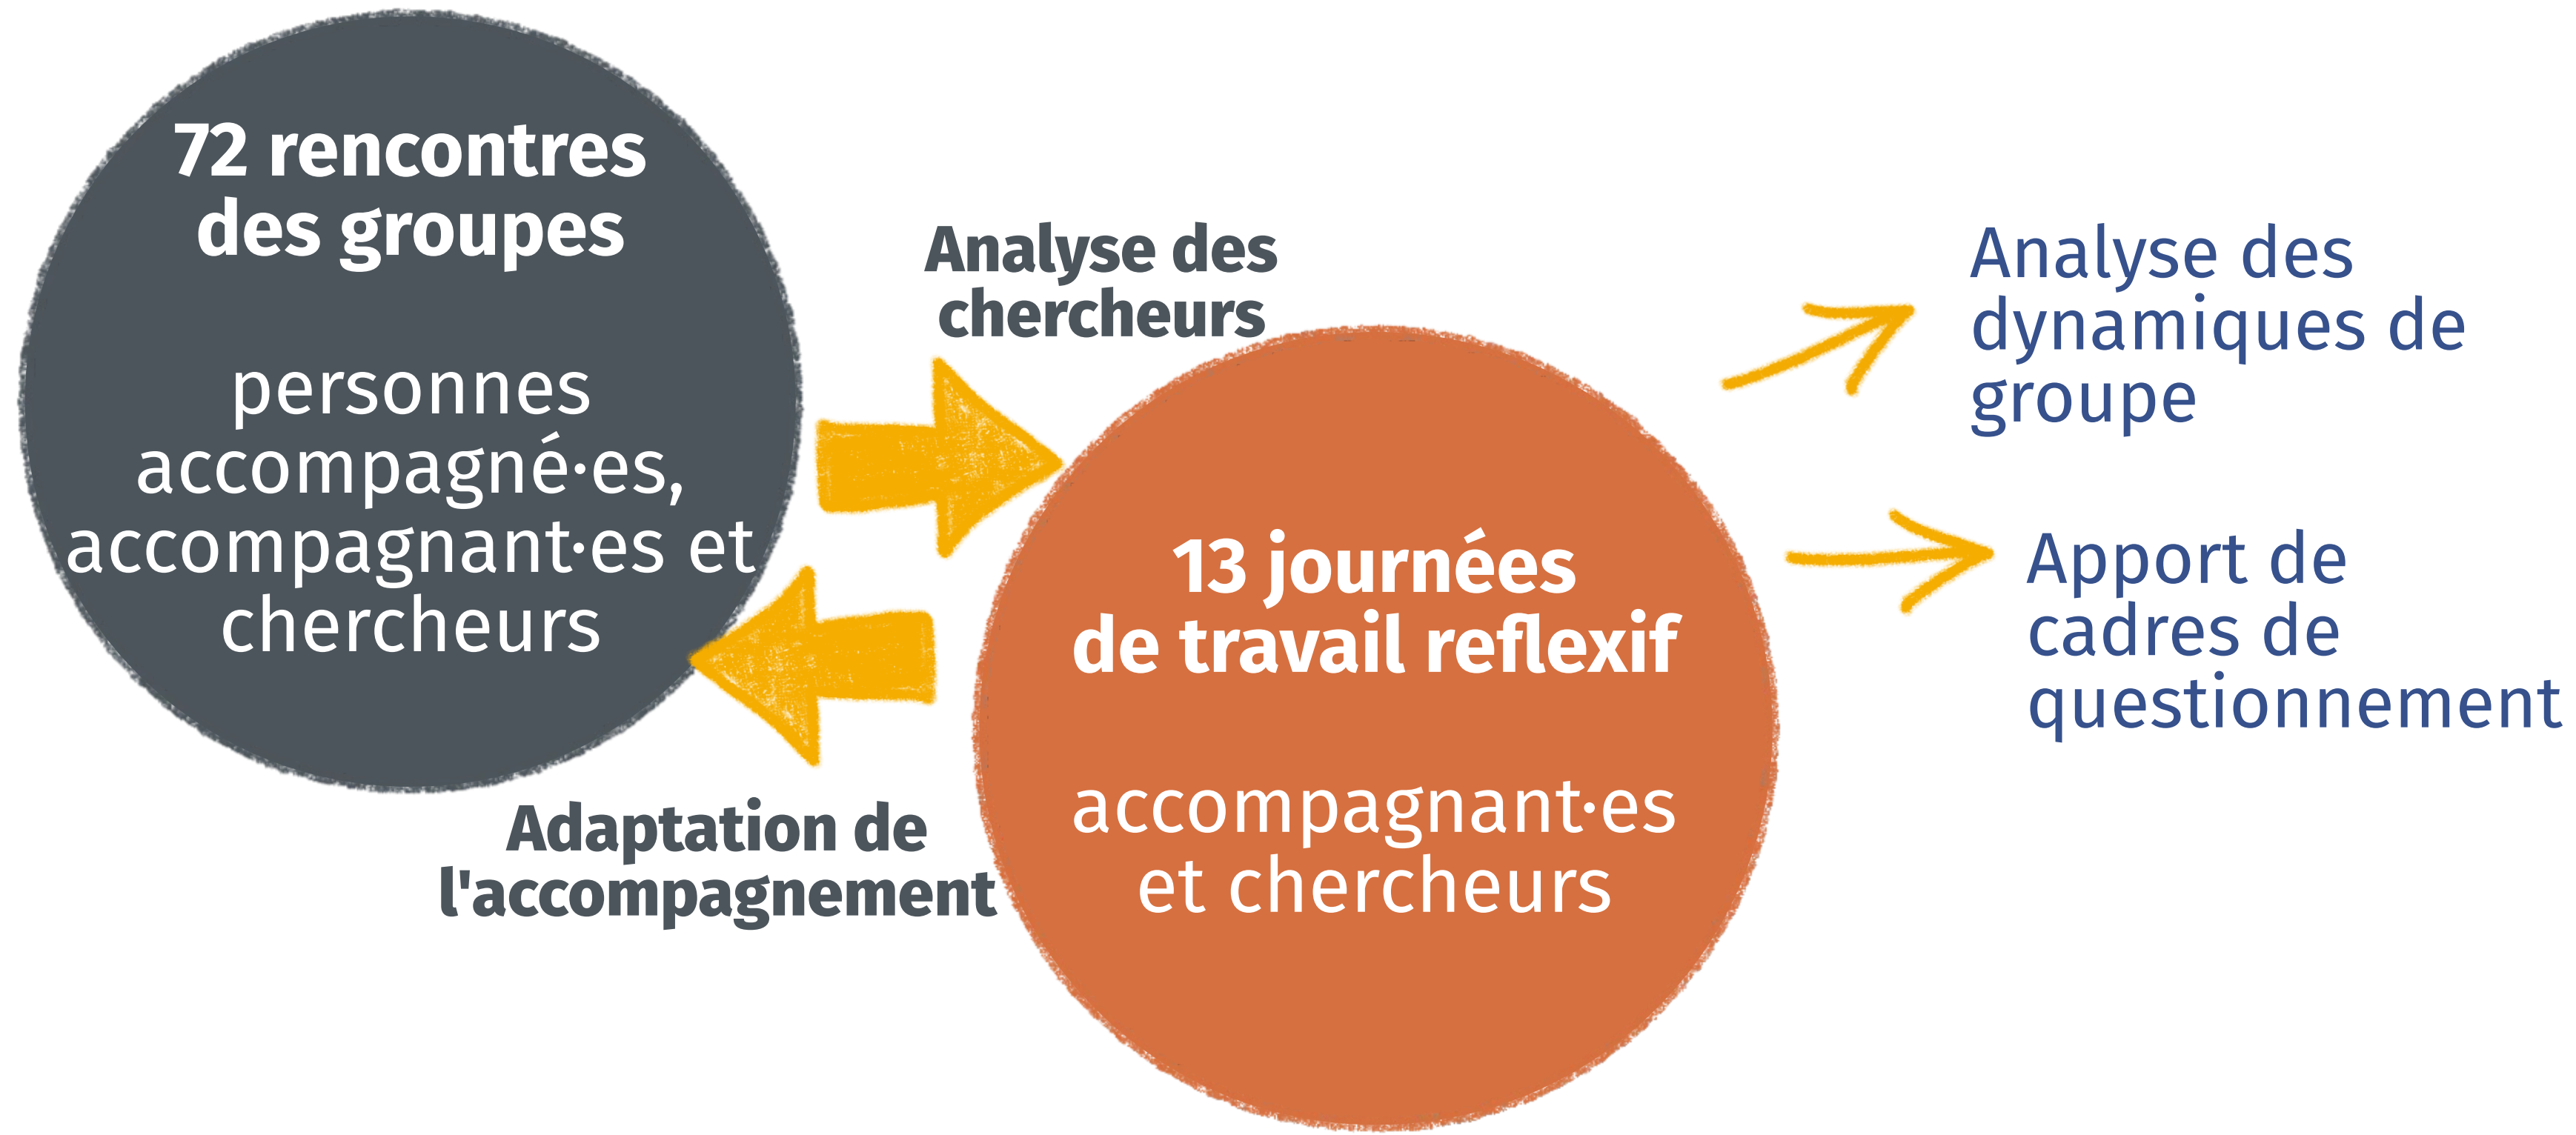 72 rencontres
des groupes
personnes
accompagné·es,
accompagnant·es et
chercheurs
Analyse des
chercheurs
Adaptation de
l'accompagnement
13 journées
de travail reflexif
accompagnant·es
et chercheurs
Analyse des
dynamiques de
groupe
Apport de
cadres de
questionnement